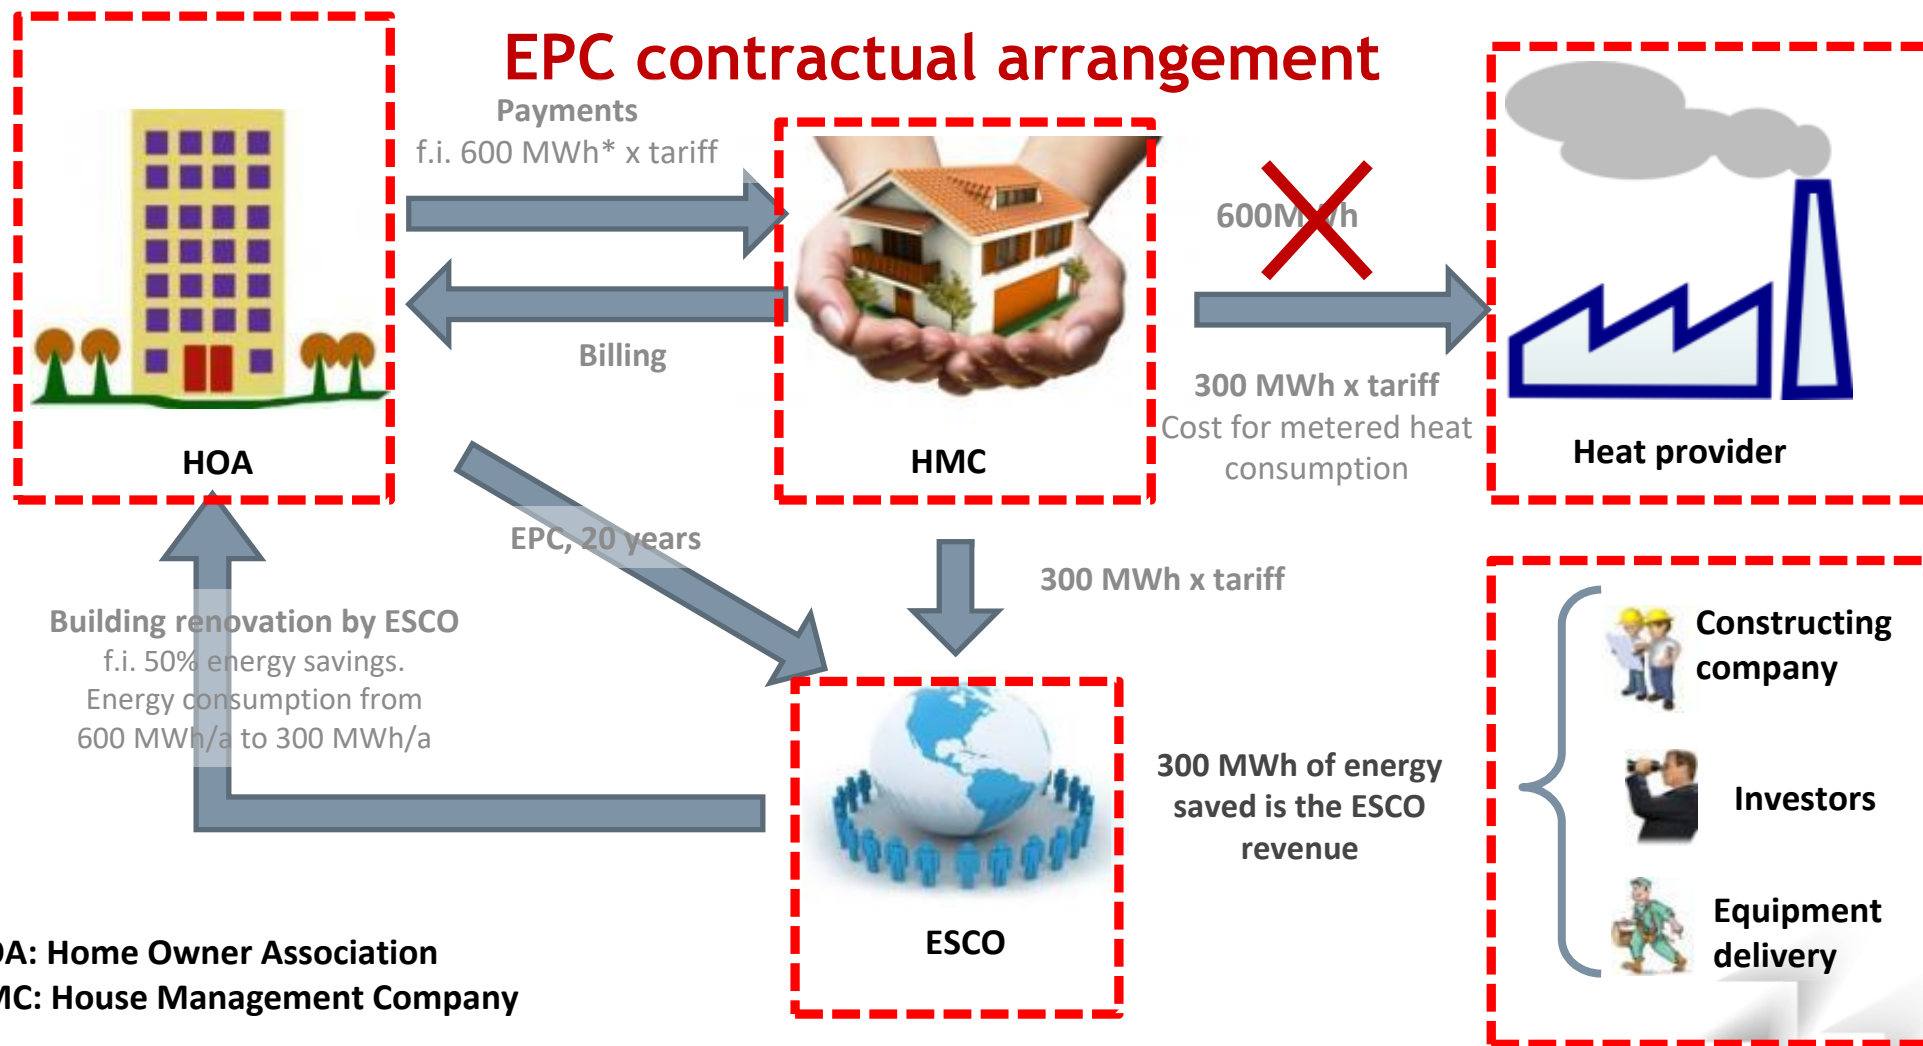 EPC contractual arrangement
Payments
f.i. 600 MWh* x tariff
Billing
HOA
HMC
600MWh
300 MWh x tariff
Cost for metered heat
consumption
Heat provider
EPC, 20 years
300 MWh x tariff
Building renovation by ESCO
f.i. 50% energy savings.
Energy consumption from
600 MWh/a to 300 MWh/a
ESCO
300 MWh of energy
saved is the ESCO
revenue
Constructing
company
Investors
Equipment
delivery
OA: Home Owner Association
MC: House Management Company